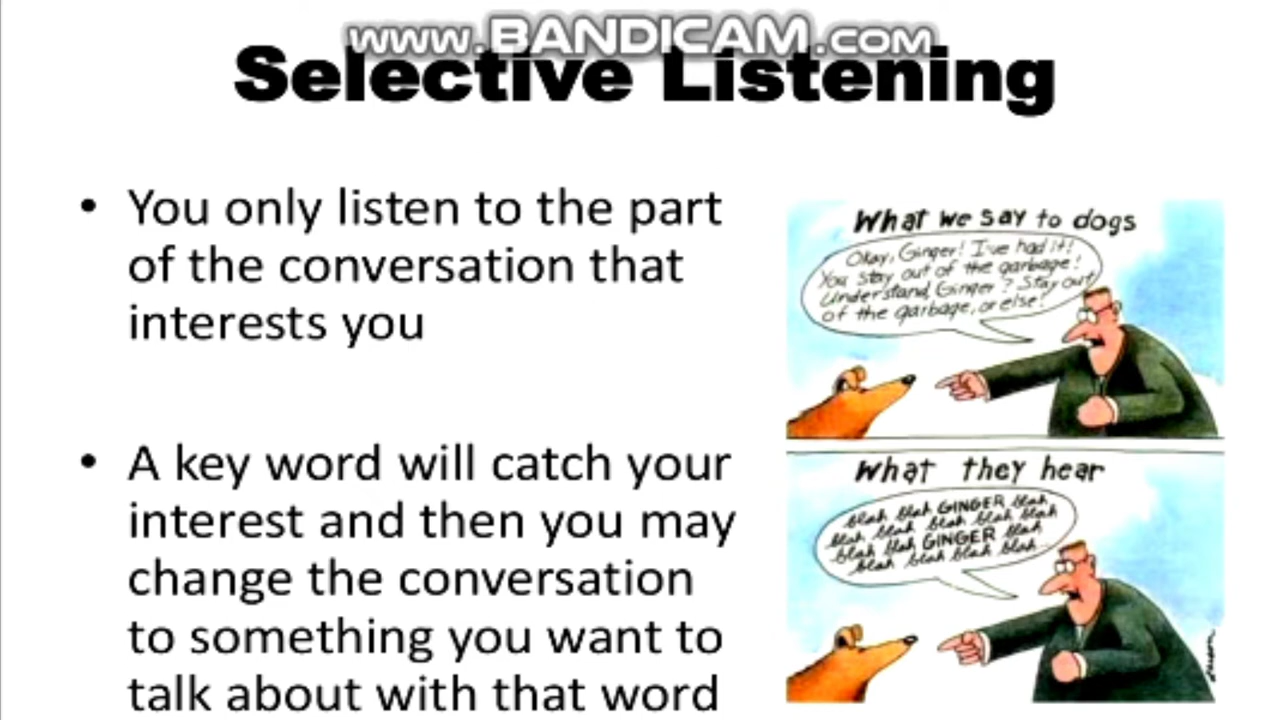 www.BANDICAM.com
Selective Listening
• You only listen to the part
of the conversation that
interests you
• A key word will catch your
interest and then you may
change the conversation
to something you want to
talk about with that word
What we say to dogs
Okay, Ginger! I've had it!
You stay out of the garbage!
Understand, Ginger? Stay out
of the garbage, or else!
What they hear
blah blah GINGER blah
blah blah blah blah blah
blah blah GINGER blah
blah blah blah blah...
Larson